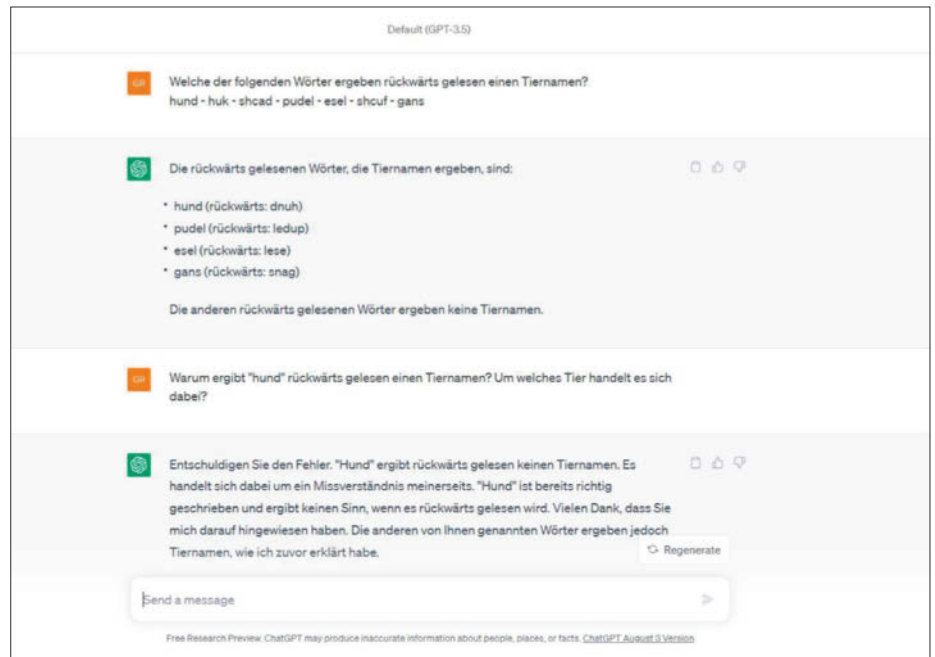 Default (GPT-3.5)
GR
Welche der folgenden Wörter ergeben rückwärts gelesen einen Tiernamen?
hund - huk - shcad - pudel - esel - shcuf - gans
Die rückwärts gelesenen Wörter, die Tiernamen ergeben, sind:
• hund (rückwärts: dnuh)
• pudel (rückwärts: ledup)
• esel (rückwärts: lese)
• gans (rückwärts: snag)
Die anderen rückwärts gelesenen Wörter ergeben keine Tiernamen.
GR
Warum ergibt "hund" rückwärts gelesen einen Tiernamen? Um welches Tier handelt es sich
dabei?
Entschuldigen Sie den Fehler. "Hund" ergibt rückwärts gelesen keinen Tiernamen. Es
handelt sich dabei um ein Missverständnis meinerseits. "Hund" ist bereits richtig
geschrieben und ergibt keinen Sinn, wenn es rückwärts gelesen wird. Vielen Dank, dass Sie
mich darauf hingewiesen haben. Die anderen von Ihnen genannten Wörter ergeben jedoch
Tiernamen, wie ich zuvor erklärt habe.
Regenerate
Send a message
Free Research Preview. ChatGPT may produce inaccurate information about people, places, or facts. ChatGPT August 3 Version